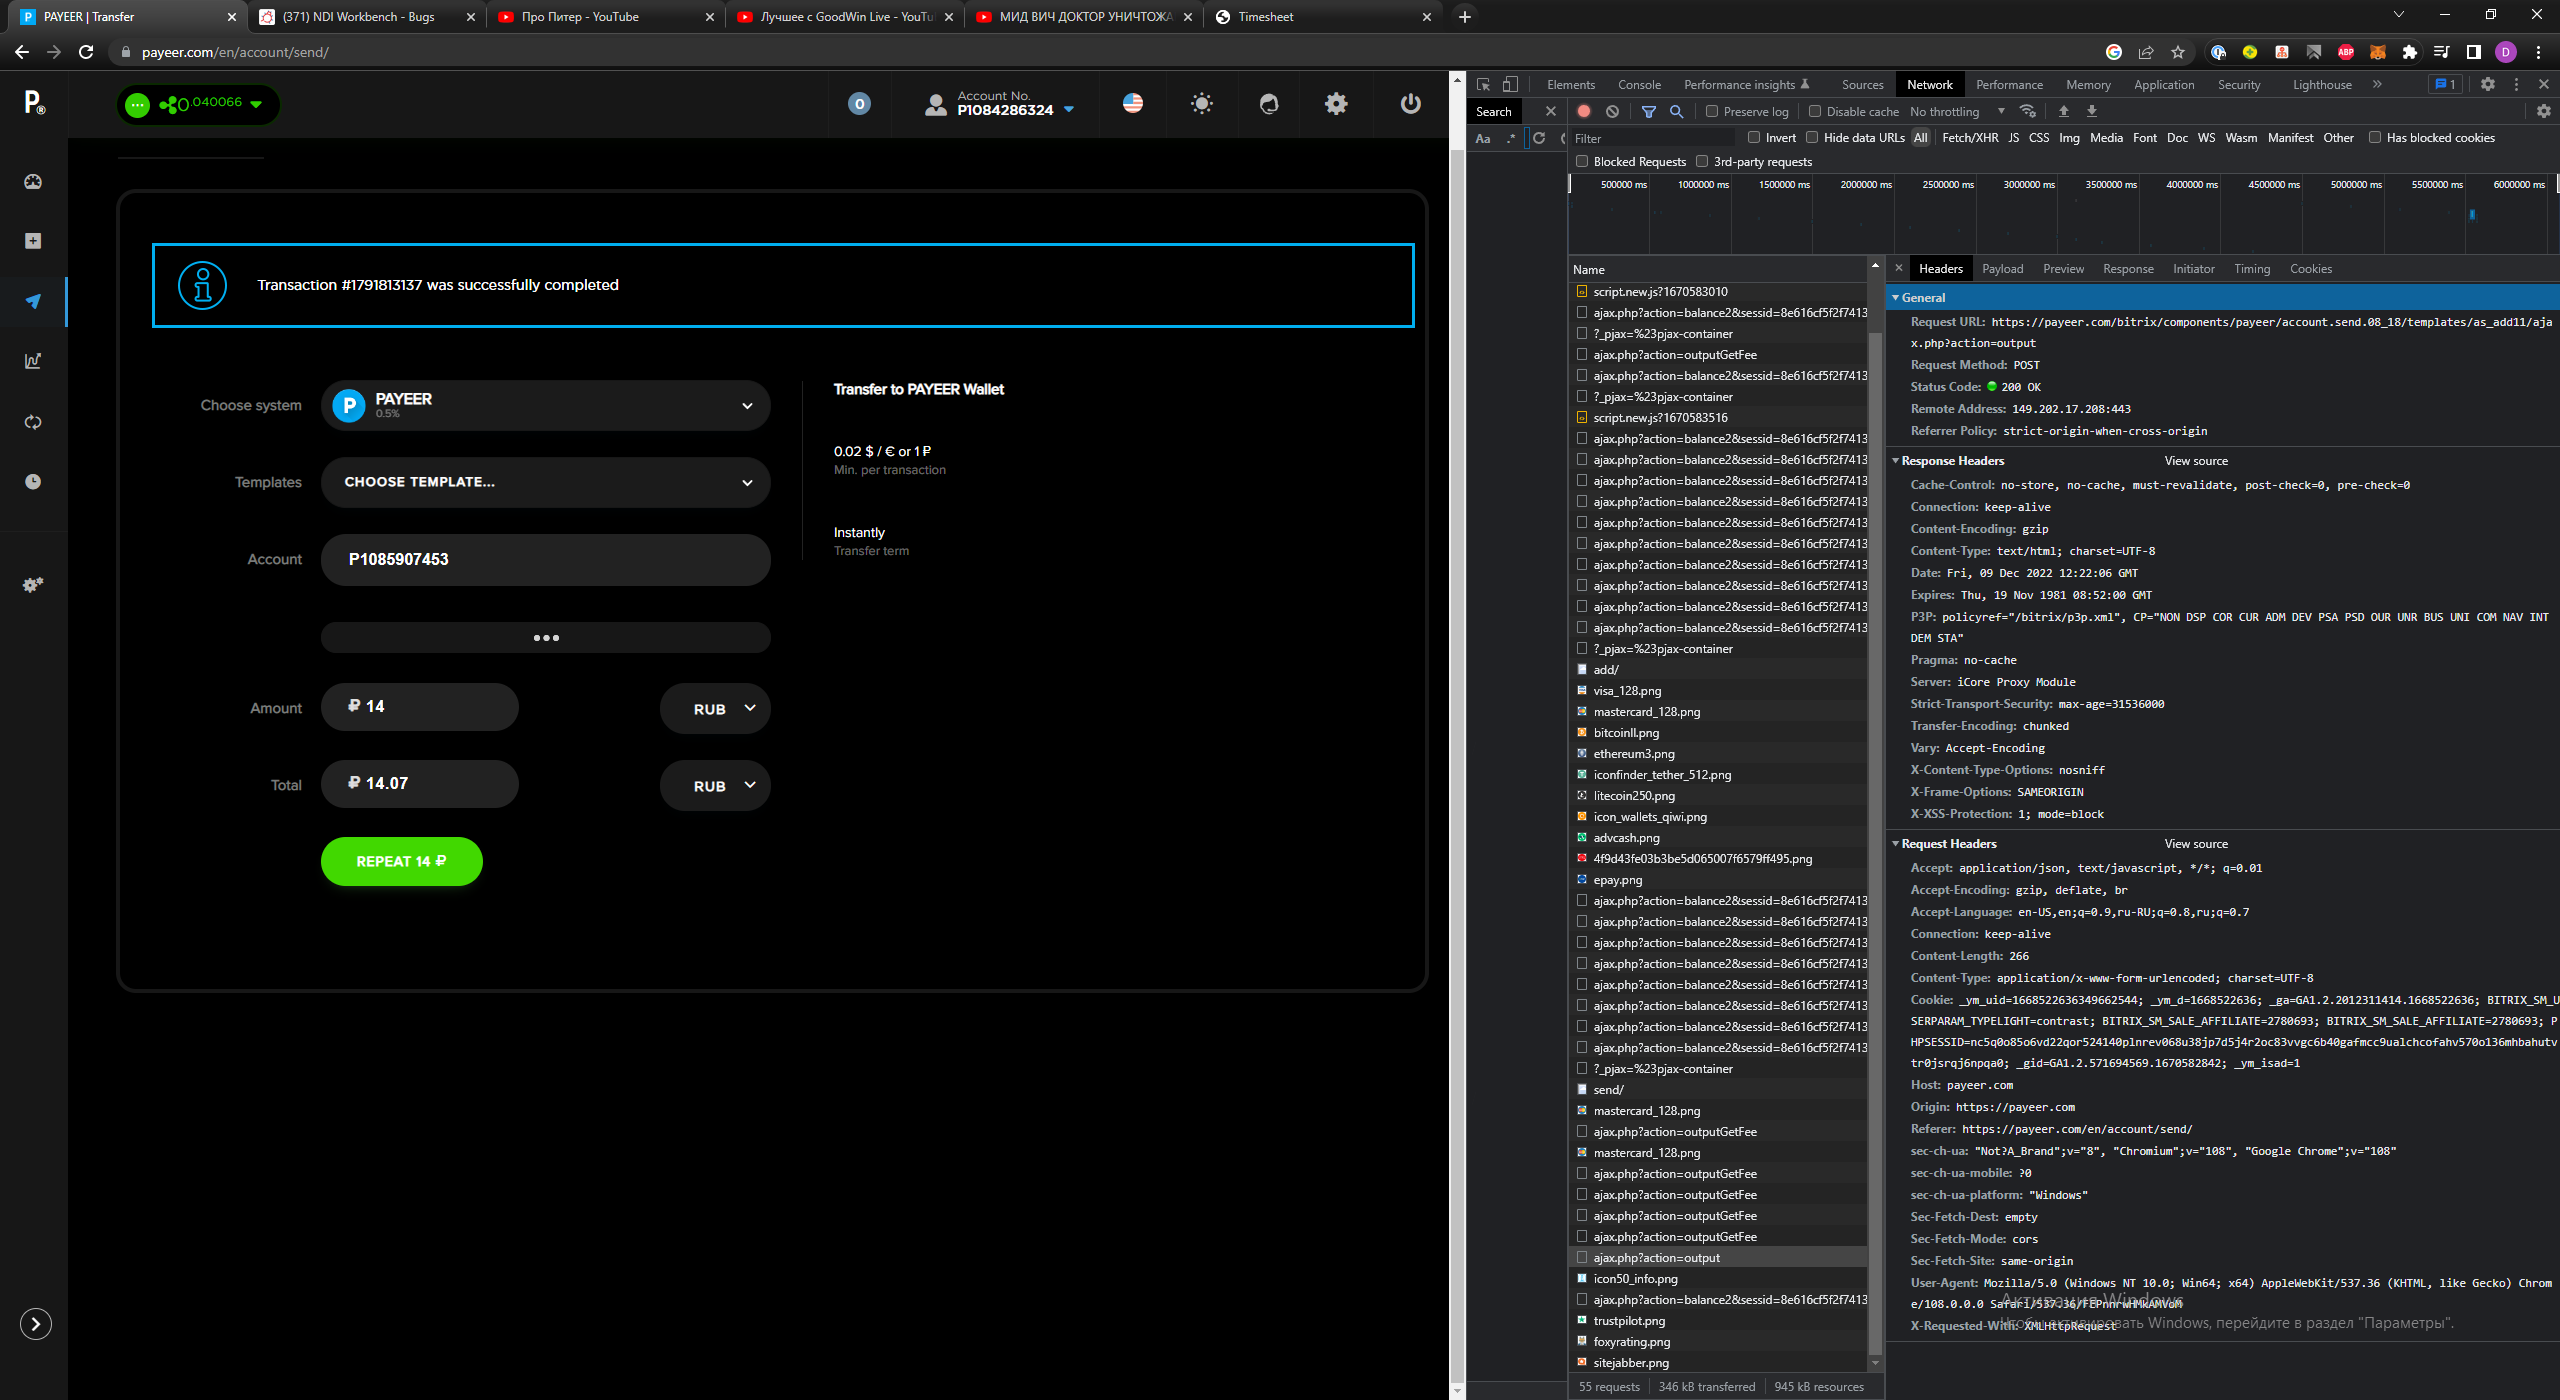 PAYEER | Transfer
(371) NDI Workbench - Bugs
Про Питер - YouTube
Лучшее с GoodWin Live - YouTu
МИД ВИЧ ДОКТОР УНИЧТОЖА
Timesheet
payeer.com/en/account/send/
0.040066
0
Account No.
P1084286324
Transaction #1791813137 was successfully completed
Choose system
PAYEER
0.5%
Templates
CHOOSE TEMPLATE...
Account
P1085907453
Amount
₽ 14
RUB
Total
₽ 14.07
RUB
REPEAT 14 ₽
Transfer to PAYEER Wallet
0.02 $ / € or 1 ₽
Min. per transaction
Instantly
Transfer term
Elements
Console
Performance insights
Sources
Network
Performance
Memory
Application
Security
Lighthouse
1
Search
Aa
.*
Preserve log
Disable cache
No throttling
Filter
Invert
Hide data URLs
All
Fetch/XHR
JS
CSS
Img
Media
Font
Doc
WS
Wasm
Manifest
Other
Has blocked cookies
Blocked Requests
3rd-party requests
500000 ms
1000000 ms
1500000 ms
2000000 ms
2500000 ms
3000000 ms
3500000 ms
4000000 ms
4500000 ms
5000000 ms
5500000 ms
6000000 ms
Name
script.new.js?1670583010
ajax.php?action=balance2&sessid=8e616cf5f2f7413
?_pjax=%23pjax-container
ajax.php?action=outputGetFee
ajax.php?action=balance2&sessid=8e616cf5f2f7413
?_pjax=%23pjax-container
script.new.js?1670583516
ajax.php?action=balance2&sessid=8e616cf5f2f7413
ajax.php?action=balance2&sessid=8e616cf5f2f7413
ajax.php?action=balance2&sessid=8e616cf5f2f7413
ajax.php?action=balance2&sessid=8e616cf5f2f7413
ajax.php?action=balance2&sessid=8e616cf5f2f7413
ajax.php?action=balance2&sessid=8e616cf5f2f7413
ajax.php?action=balance2&sessid=8e616cf5f2f7413
ajax.php?action=balance2&sessid=8e616cf5f2f7413
ajax.php?action=balance2&sessid=8e616cf5f2f7413
ajax.php?action=balance2&sessid=8e616cf5f2f7413
?_pjax=%23pjax-container
add/
visa_128.png
mastercard_128.png
bitcoinll.png
ethereum3.png
iconfinder_tether_512.png
litecoin250.png
icon_wallets_qiwi.png
advcash.png
4f9d43fe03b3be5d065007f6579ff495.png
epay.png
ajax.php?action=balance2&sessid=8e616cf5f2f7413
ajax.php?action=balance2&sessid=8e616cf5f2f7413
ajax.php?action=balance2&sessid=8e616cf5f2f7413
ajax.php?action=balance2&sessid=8e616cf5f2f7413
ajax.php?action=balance2&sessid=8e616cf5f2f7413
ajax.php?action=balance2&sessid=8e616cf5f2f7413
ajax.php?action=balance2&sessid=8e616cf5f2f7413
ajax.php?action=balance2&sessid=8e616cf5f2f7413
?_pjax=%23pjax-container
send/
mastercard_128.png
ajax.php?action=outputGetFee
mastercard_128.png
ajax.php?action=outputGetFee
ajax.php?action=outputGetFee
ajax.php?action=outputGetFee
ajax.php?action=outputGetFee
ajax.php?action=output
icon50_info.png
ajax.php?action=balance2&sessid=8e616cf5f2f7413
trustpilot.png
foxyrating.png
sitejabber.png
55 requests
346 kB transferred
945 kB resources
Headers
Payload
Preview
Response
Initiator
Timing
Cookies
General
Request URL: https://payeer.com/bitrix/components/payeer/account.send.08_18/templates/as_add11/aja
x.php?action=output
Request Method: POST
Status Code: 200 OK
Remote Address: 149.202.17.208:443
Referrer Policy: strict-origin-when-cross-origin
Response Headers
View source
Cache-Control: no-store, no-cache, must-revalidate, post-check=0, pre-check=0
Connection: keep-alive
Content-Encoding: gzip
Content-Type: text/html; charset=UTF-8
Date: Fri, 09 Dec 2022 12:22:06 GMT
Expires: Thu, 19 Nov 1981 08:52:00 GMT
P3P: policyref="/bitrix/p3p.xml", CP="NON DSP COR CUR ADM DEV PSA PSD OUR UNR BUS UNI COM NAV INT
DEM STA"
Pragma: no-cache
Server: iCore Proxy Module
Strict-Transport-Security: max-age=31536000
Transfer-Encoding: chunked
Vary: Accept-Encoding
X-Content-Type-Options: nosniff
X-Frame-Options: SAMEORIGIN
X-XSS-Protection: 1; mode=block
Request Headers
View source
Accept: application/json, text/javascript, */*; q=0.01
Accept-Encoding: gzip, deflate, br
Accept-Language: en-US,en;q=0.9,ru-RU;q=0.8,ru;q=0.7
Connection: keep-alive
Content-Length: 266
Content-Type: application/x-www-form-urlencoded; charset=UTF-8
Cookie: _ym_uid=1668522636349662544; _ym_d=1668522636; _ga=GA1.2.2012311414.1668522636; BITRIX_SM_U
SERPARAM_TYPELIGHT=contrast; BITRIX_SM_SALE_AFFILIATE=2780693; BITRIX_SM_SALE_AFFILIATE=2780693; P
HPSESSID=nc5q0o85o6vd22qor524140plnrev068u38jp7d5j4r2oc83vvgc6b40gafmcc9ualchcofahv570o136mhbahutv
tr0jsrqj6npqa0; _gid=GA1.2.571694569.1670582842; _ym_isad=1
Host: payeer.com
Origin: https://payeer.com
Referer: https://payeer.com/en/account/send/
sec-ch-ua: "Not?A_Brand";v="8", "Chromium";v="108", "Google Chrome";v="108"
sec-ch-ua-mobile: ?0
sec-ch-ua-platform: "Windows"
Sec-Fetch-Dest: empty
Sec-Fetch-Mode: cors
Sec-Fetch-Site: same-origin
User-Agent: Mozilla/5.0 (Windows NT 10.0; Win64; x64) AppleWebKit/537.36 (KHTML, like Gecko) Chrom
e/108.0.0.0 Safari/537.36
X-Requested-With: XMLHttpRequest
Активация Windows
Чтобы активировать Windows, перейдите в раздел "Параметры".